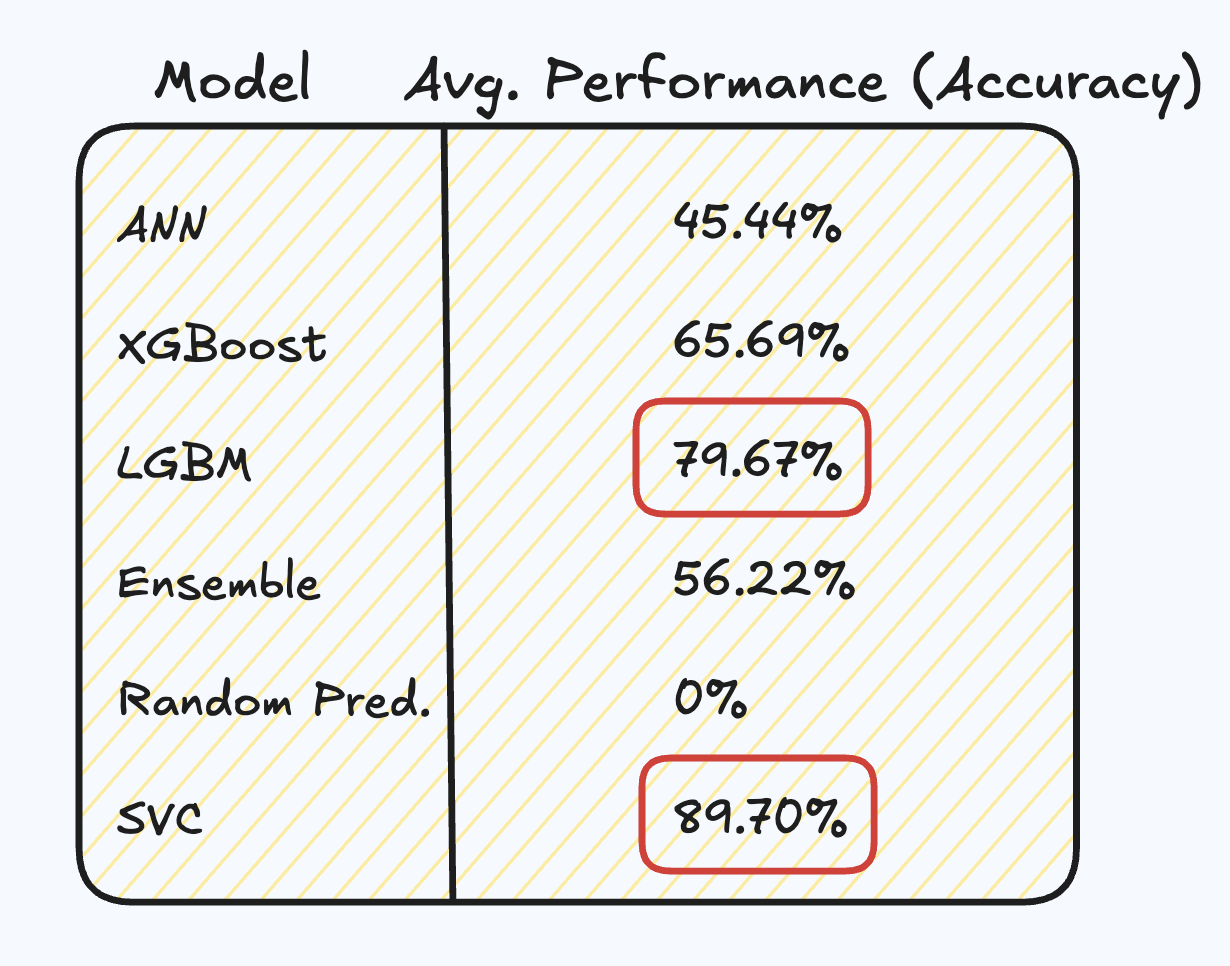 Model Avg. Performance (Accuracy)
ANN 45.44%
XGBoost 65.69%
LGBM 79.67%
Ensemble 56.22%
Random Pred. 0%
SVC 89.70%